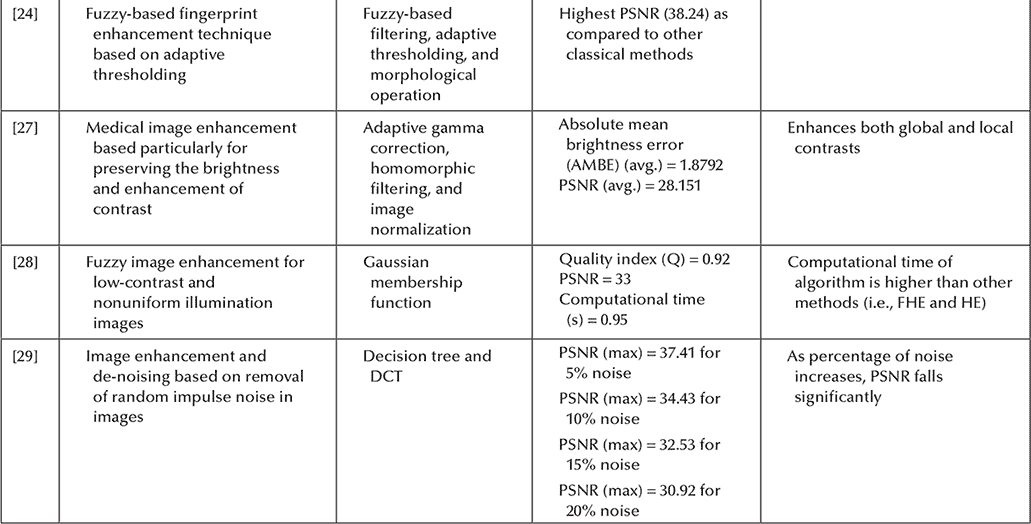 [24]
Fuzzy-based fingerprint
enhancement technique
based on adaptive
thresholding
Fuzzy-based
filtering, adaptive
thresholding, and
morphological
operation
Highest PSNR (38.24) as
compared to other
classical methods
[27]
Medical image enhancement
based particularly for
preserving the brightness
and enhancement of
contrast
Adaptive gamma
correction,
homomorphic
filtering, and
image
normalization
Absolute mean
brightness error
(AMBE) (avg.) = 1.8792
PSNR (avg.) = 28.151
Enhances both global and local
contrasts
[28]
Fuzzy image enhancement for
low-contrast and
nonuniform illumination
images
Gaussian
membership
function
Quality index (Q) = 0.92
PSNR = 33
Computational time
(s) = 0.95
Computational time of
algorithm is higher than other
methods (i.e., FHE and HE)
[29]
Image enhancement and
de-noising based on removal
of random impulse noise in
images
Decision tree and
DCT
PSNR (max) = 37.41 for
5% noise
PSNR (max) = 34.43 for
10% noise
PSNR (max) = 32.53 for
15% noise
PSNR (max) = 30.92 for
20% noise
As percentage of noise
increases, PSNR falls
significantly